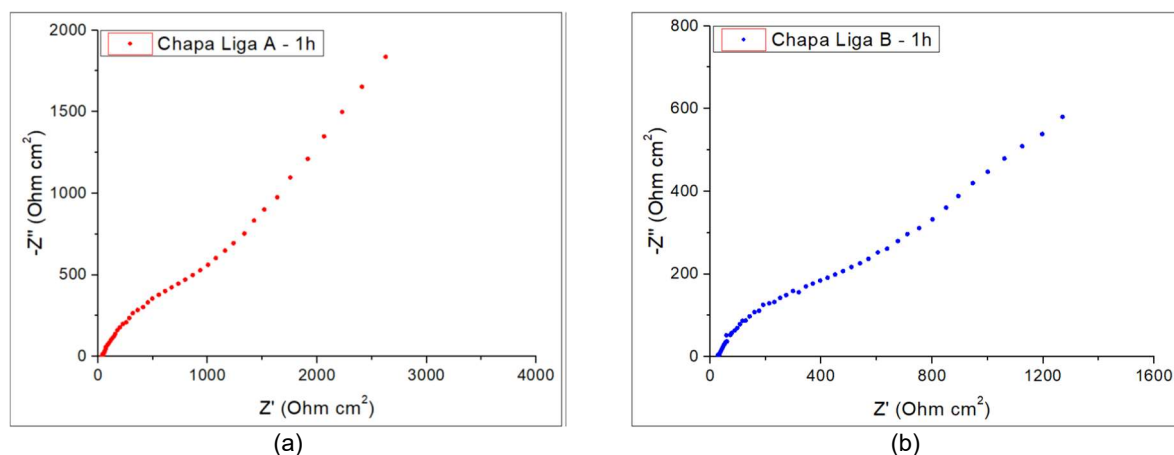 2000
Chapa Liga A - 1h
1500
1000
500
0
-Z'' (Ohm cm²)
0 1000 2000 3000 4000
Z' (Ohm cm²)
(a)
800
Chapa Liga B - 1h
600
400
200
0
-Z'' (Ohm cm²)
0 400 800 1200 1600
Z' (Ohm cm²)
(b)